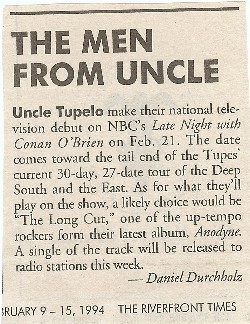 THE MEN
FROM UNCLE
Uncle Tupelo make their national tele-
vision debut on NBC's Late Night with
Conan O'Brien on Feb. 21. The date
comes toward the tail end of the Tupes'
current 30-day, 27-date tour of the Deep
South and the East. As for what they'll
play on the show, a likely choice would be
"The Long Cut," one of the up-tempo
rockers form their latest album, Anodyne.
A single of the track will be released to
radio stations this week.
— Daniel Durchholz
BRUARY 9 – 15, 1994 THE RIVERFRONT TIMES